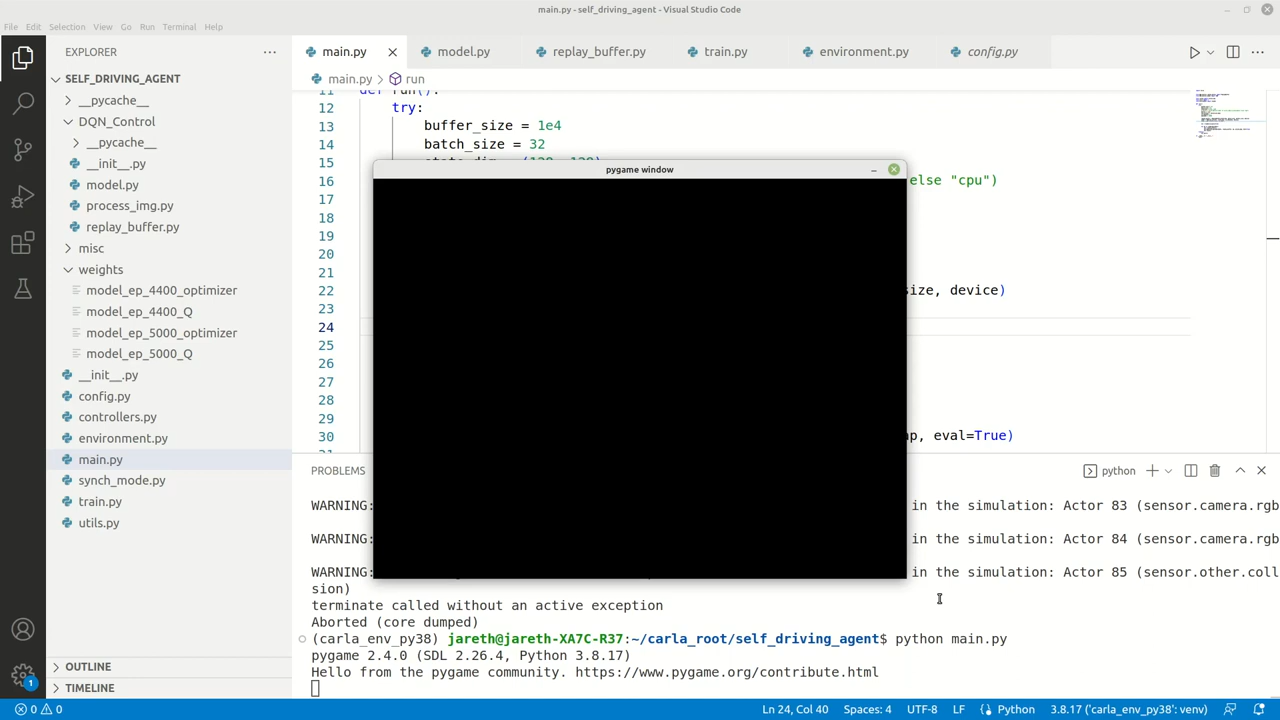 main.py - self_driving_agent - Visual Studio Code
File Edit Selection View Go Run Terminal Help
EXPLORER
main.py
model.py
replay_buffer.py
train.py
environment.py
config.py
SELF_DRIVING_AGENT
main.py > run
__pycache__
DQN_Control
__pycache__
__init__.py
model.py
process_img.py
replay_buffer.py
misc
weights
model_ep_4400_optimizer
model_ep_4400_Q
model_ep_5000_optimizer
model_ep_5000_Q
__init__.py
config.py
controllers.py
environment.py
main.py
synch_mode.py
train.py
utils.py
OUTLINE
TIMELINE
11 def run():
12 try:
13 buffer_size = 1e4
14 batch_size = 32
15
16 else "cpu")
17
18
19
20
21
22 size, device)
23
24
25
26
27
28
29
30 eval=True)
pygame window
PROBLEMS
python
WARNING: in the simulation: Actor 83 (sensor.camera.rgb
WARNING: in the simulation: Actor 84 (sensor.camera.rgb
WARNING: in the simulation: Actor 85 (sensor.other.coll
sion)
terminate called without an active exception
Aborted (core dumped)
(carla_env_py38) jareth@jareth-XA7C-R37:~/carla_root/self_driving_agent$ python main.py
pygame 2.4.0 (SDL 2.26.4, Python 3.8.17)
Hello from the pygame community. https://www.pygame.org/contribute.html
1
0 0
Ln 24, Col 40 Spaces: 4 UTF-8 LF Python 3.8.17 ('carla_env_py38': venv)